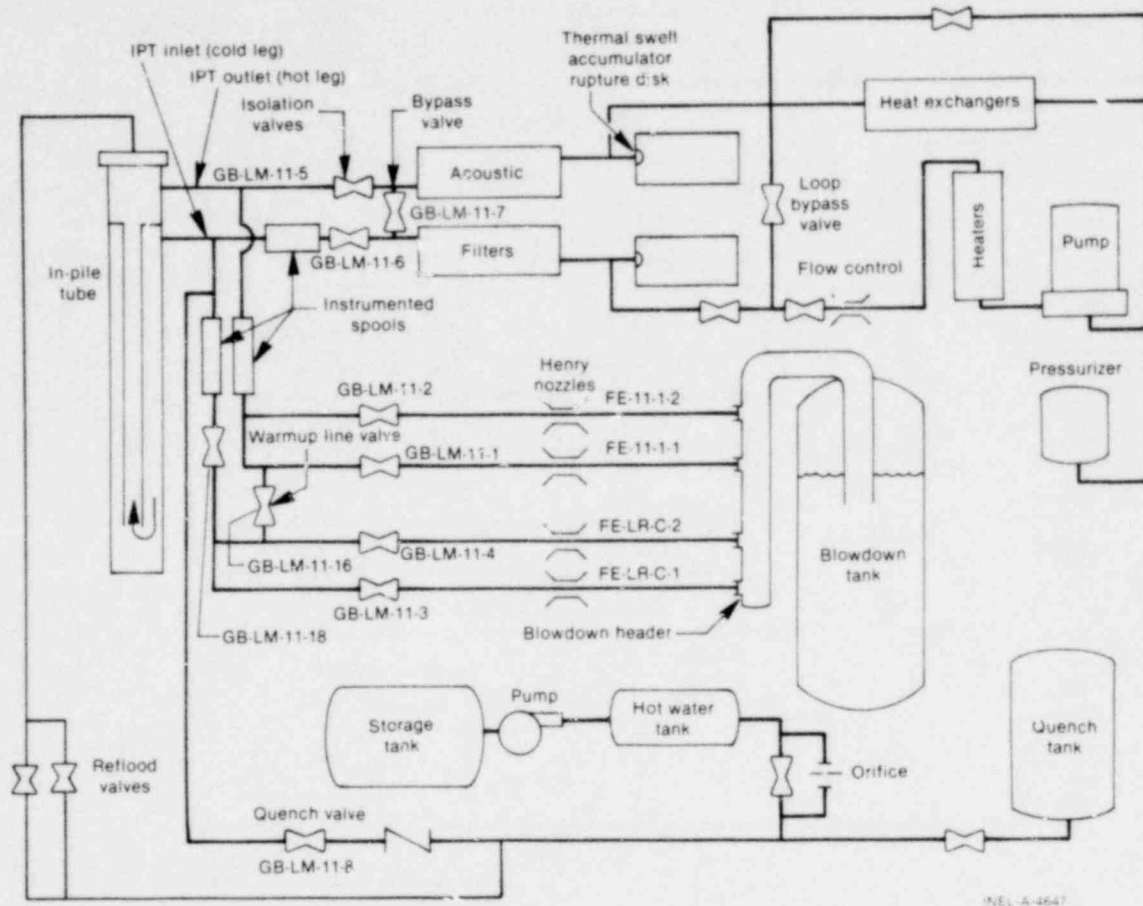 IPT inlet (cold leg)
IPT outlet (hot leg)
Isolation
valves
Bypass
valve
Thermal swell
accumulator
rupture disk
Heat exchangers
GB-LM-11-5
Acoustic
GB-LM-11-7
Loop
bypass
valve
Heaters
Pump
In-pile
tube
GB-LM-11-6
Filters
Flow control
Instrumented
spools
Pressurizer
GB-LM-11-2
Henry
nozzles
FE-11-1-2
Warmup line valve
GB-LM-11-1
FE-11-1-1
FE-LR-C-2
GB-LM-11-4
GB-LM-11-16
Blowdown
tank
FE-LR-C-1
GB-LM-11-3
GB-LM-11-18
Blowdown header
Storage
tank
Pump
Hot water
tank
Quench
tank
Reflood
valves
Orifice
Quench valve
GB-LM-11-8
INEL-A-4647